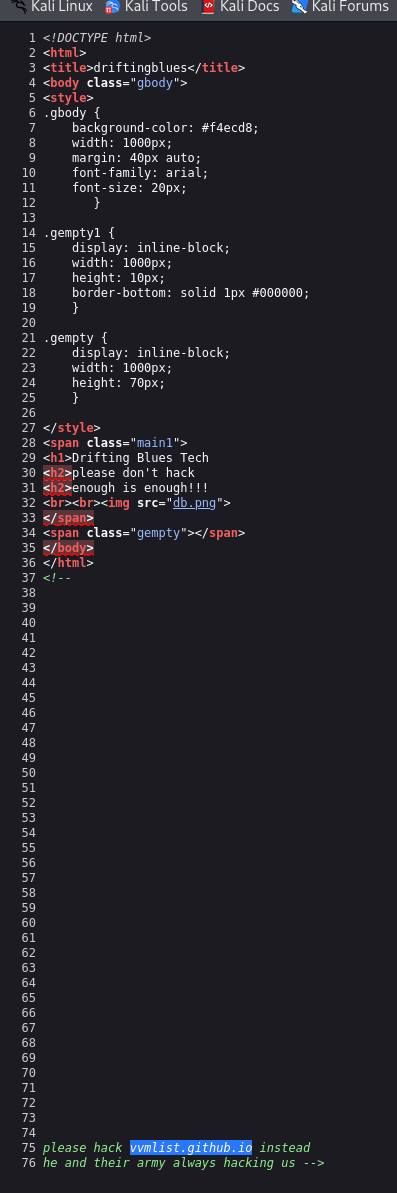 Kali Linux Kali Tools Kali Docs Kali Forums
1 <!DOCTYPE html>
2 <html>
3 <title>driftingblues</title>
4 <body class="gbody">
5 <style>
6 .gbody {
7     background-color: #f4ecd8;
8     width: 1000px;
9     margin: 40px auto;
10     font-family: arial;
11     font-size: 20px;
12        }
13
14 .gempty1 {
15     display: inline-block;
16     width: 1000px;
17     height: 10px;
18     border-bottom: solid 1px #000000;
19     }
20
21 .gempty {
22     display: inline-block;
23     width: 1000px;
24     height: 70px;
25     }
26
27 </style>
28 <span class="main1">
29 <h1>Drifting Blues Tech
30 <h2>please don't hack
31 <h2>enough is enough!!!
32 <br><br><img src="db.png">
33 </span>
34 <span class="gempty"></span>
35 </body>
36 </html>
37 <!--
38
39
40
41
42
43
44
45
46
47
48
49
50
51
52
53
54
55
56
57
58
59
60
61
62
63
64
65
66
67
68
69
70
71
72
73
74
75 please hack vvmlist.github.io instead
76 he and their army always hacking us -->